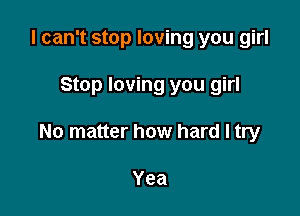 I can't stop loving you girl
Stop loving you girl
No matter how hard I try
Yea